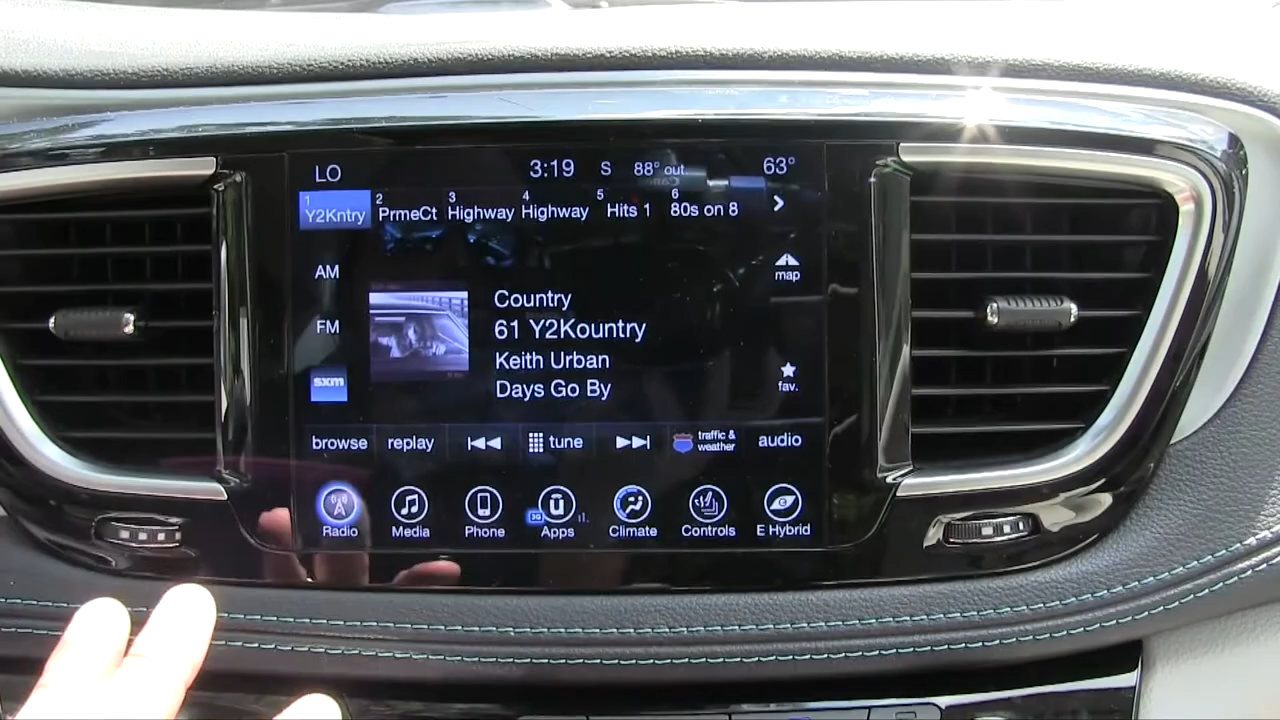 LO 3:19 S 88° out 63°
1 Y2Kntry 2 PrmeCt 3 Highway 4 Highway 5 Hits 1 6 80s on 8
AM
map
Country
FM
61 Y2Kountry
Keith Urban
sxm
fav.
Days Go By
browse replay tune traffic & weather audio
Radio Media Phone 3G Apps Climate Controls E Hybrid